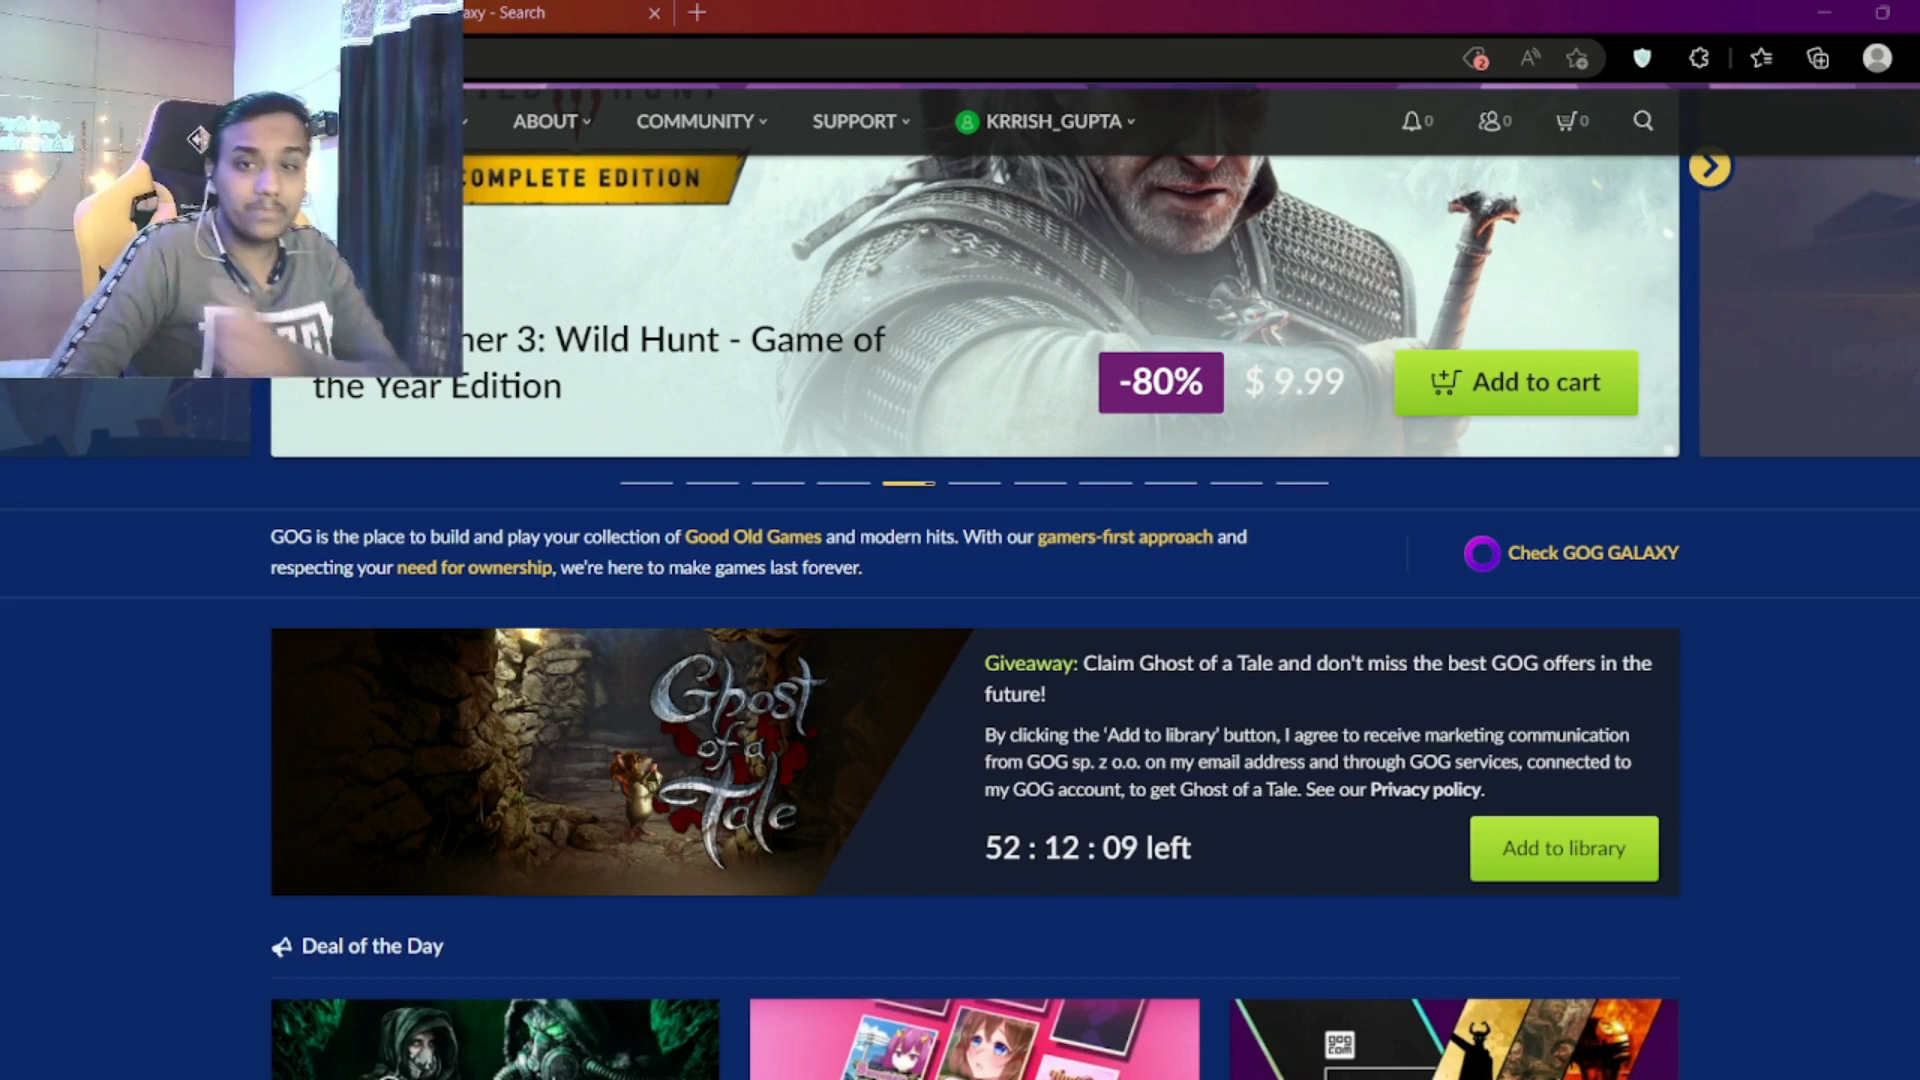 axy - Search
2
ABOUT
COMMUNITY
SUPPORT
KRRISH_GUPTA
0
0
0
COMPLETE EDITION
ner 3: Wild Hunt - Game of
the Year Edition
-80%
$ 9.99
Add to cart
GOG is the place to build and play your collection of Good Old Games and modern hits. With our gamers-first approach and
respecting your need for ownership, we're here to make games last forever.
Check GOG GALAXY
Ghost
of a
Tale
Giveaway: Claim Ghost of a Tale and don't miss the best GOG offers in the
future!
By clicking the 'Add to library' button, I agree to receive marketing communication
from GOG sp. z o.o. on my email address and through GOG services, connected to
my GOG account, to get Ghost of a Tale. See our Privacy policy.
52 : 12 : 09 left
Add to library
Deal of the Day
gog
com